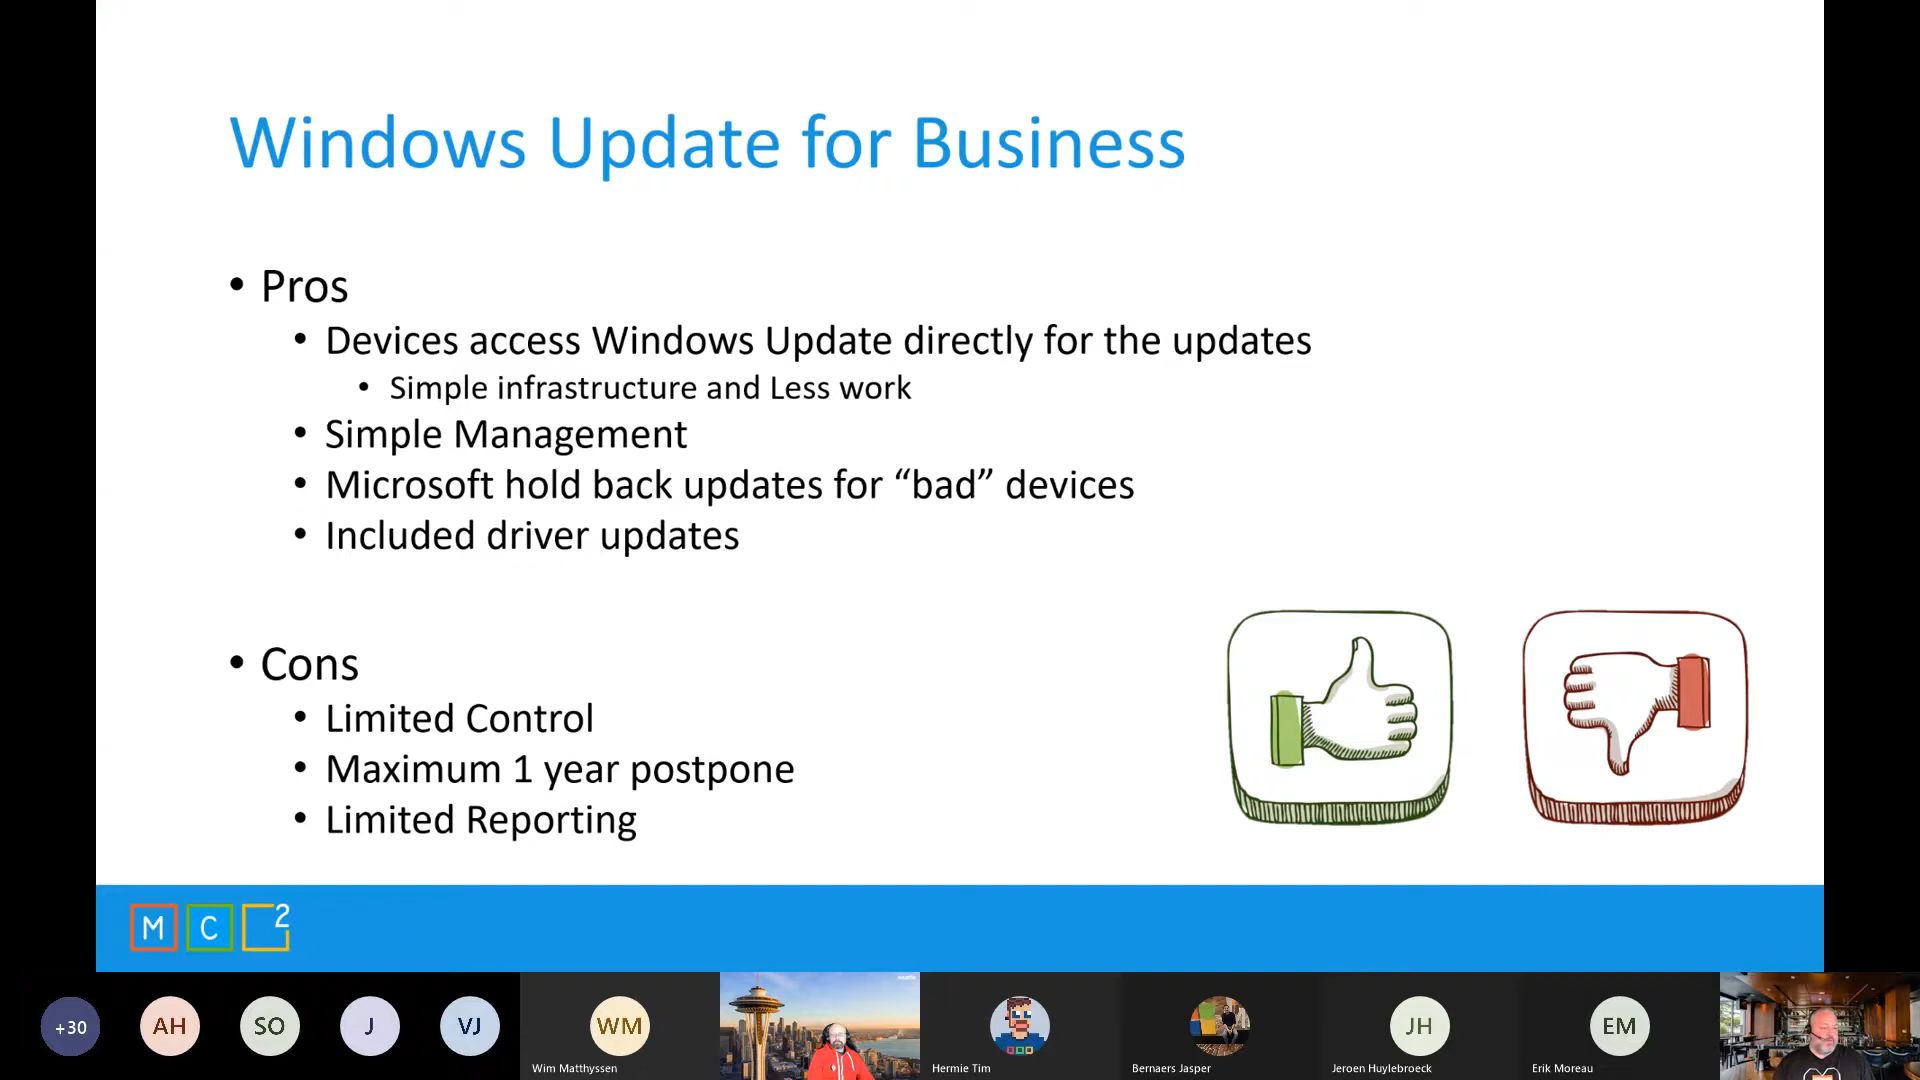 Windows Update for Business
• Pros
• Devices access Windows Update directly for the updates
• Simple infrastructure and Less work
• Simple Management
• Microsoft hold back updates for “bad” devices
• Included driver updates
• Cons
• Limited Control
• Maximum 1 year postpone
• Limited Reporting
M C 2
+30 AH SO J VJ WM JH EM
Wim Matthyssen Hermie Tim Bernaers Jasper Jeroen Huylebroeck Erik Moreau